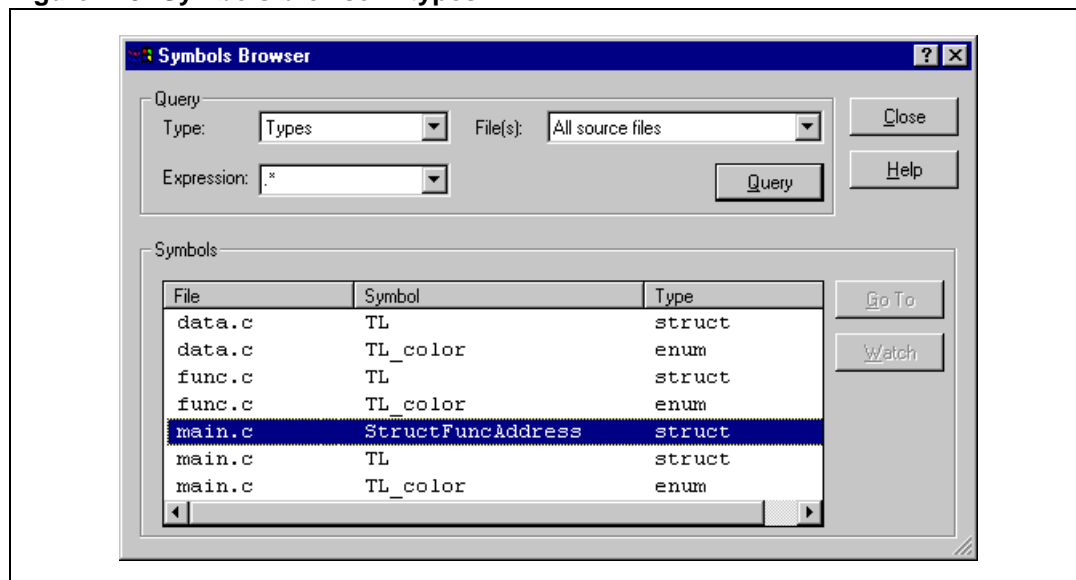 Symbols Browser
Query
Type: Types File(s): All source files Close
Expression: .* Query Help
Symbols
File Symbol Type Go To
data.c TL struct
data.c TL_color enum Watch
func.c TL struct
func.c TL_color enum
main.c StructFuncAddress struct
main.c TL struct
main.c TL_color enum